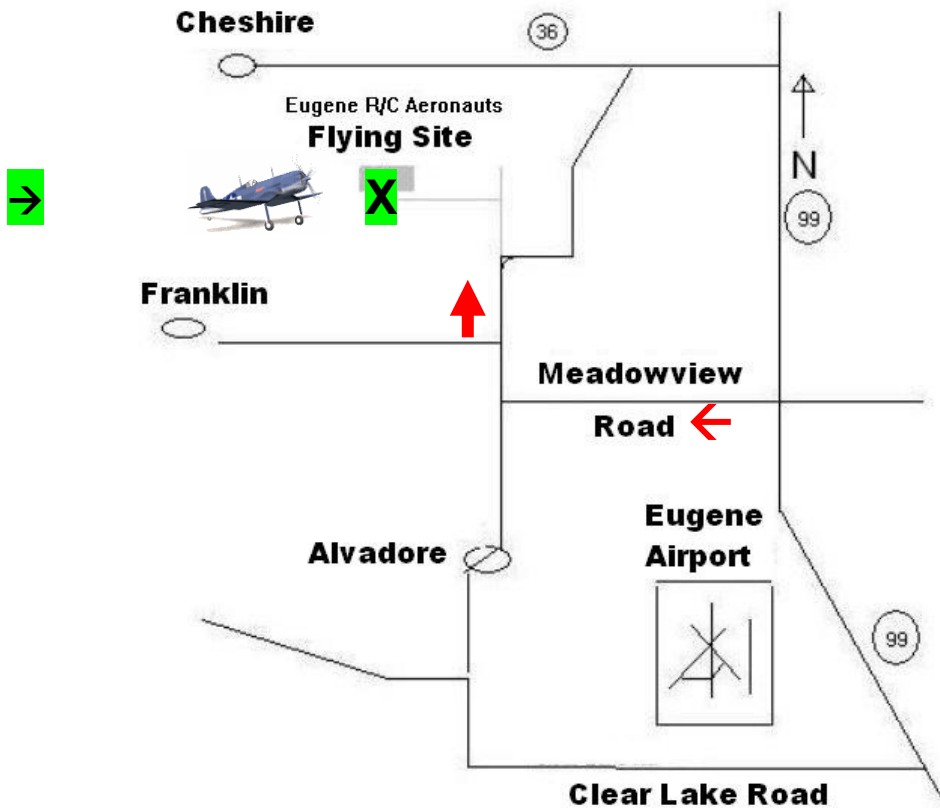 Cheshire
36
Eugene R/C Aeronauts
Flying Site
N
X
99
Franklin
Meadowview
Road
Eugene
Airport
Alvadore
99
Clear Lake Road